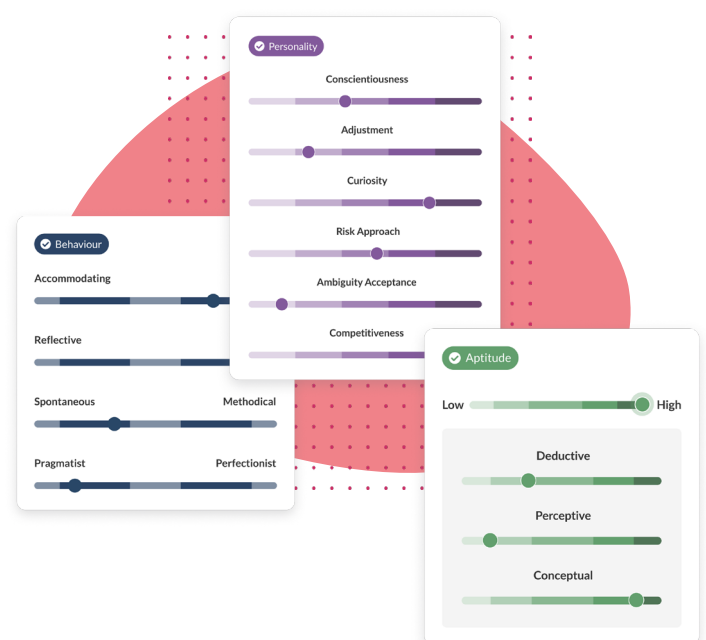 Personality
Conscientiousness
Adjustment
Curiosity
Risk Approach
Ambiguity Acceptance
Competitiveness
Behaviour
Accommodating
Reflective
Spontaneous Methodical
Pragmatist Perfectionist
Aptitude
Low High
Deductive
Perceptive
Conceptual